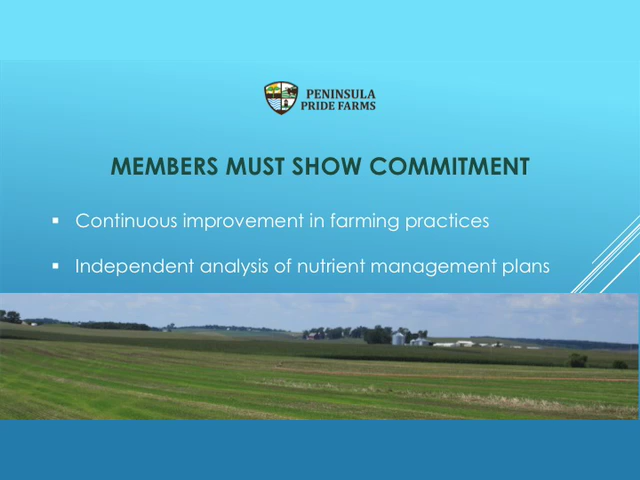 PENINSULA
PRIDE FARMS
MEMBERS MUST SHOW COMMITMENT
▪ Continuous improvement in farming practices
▪ Independent analysis of nutrient management plans